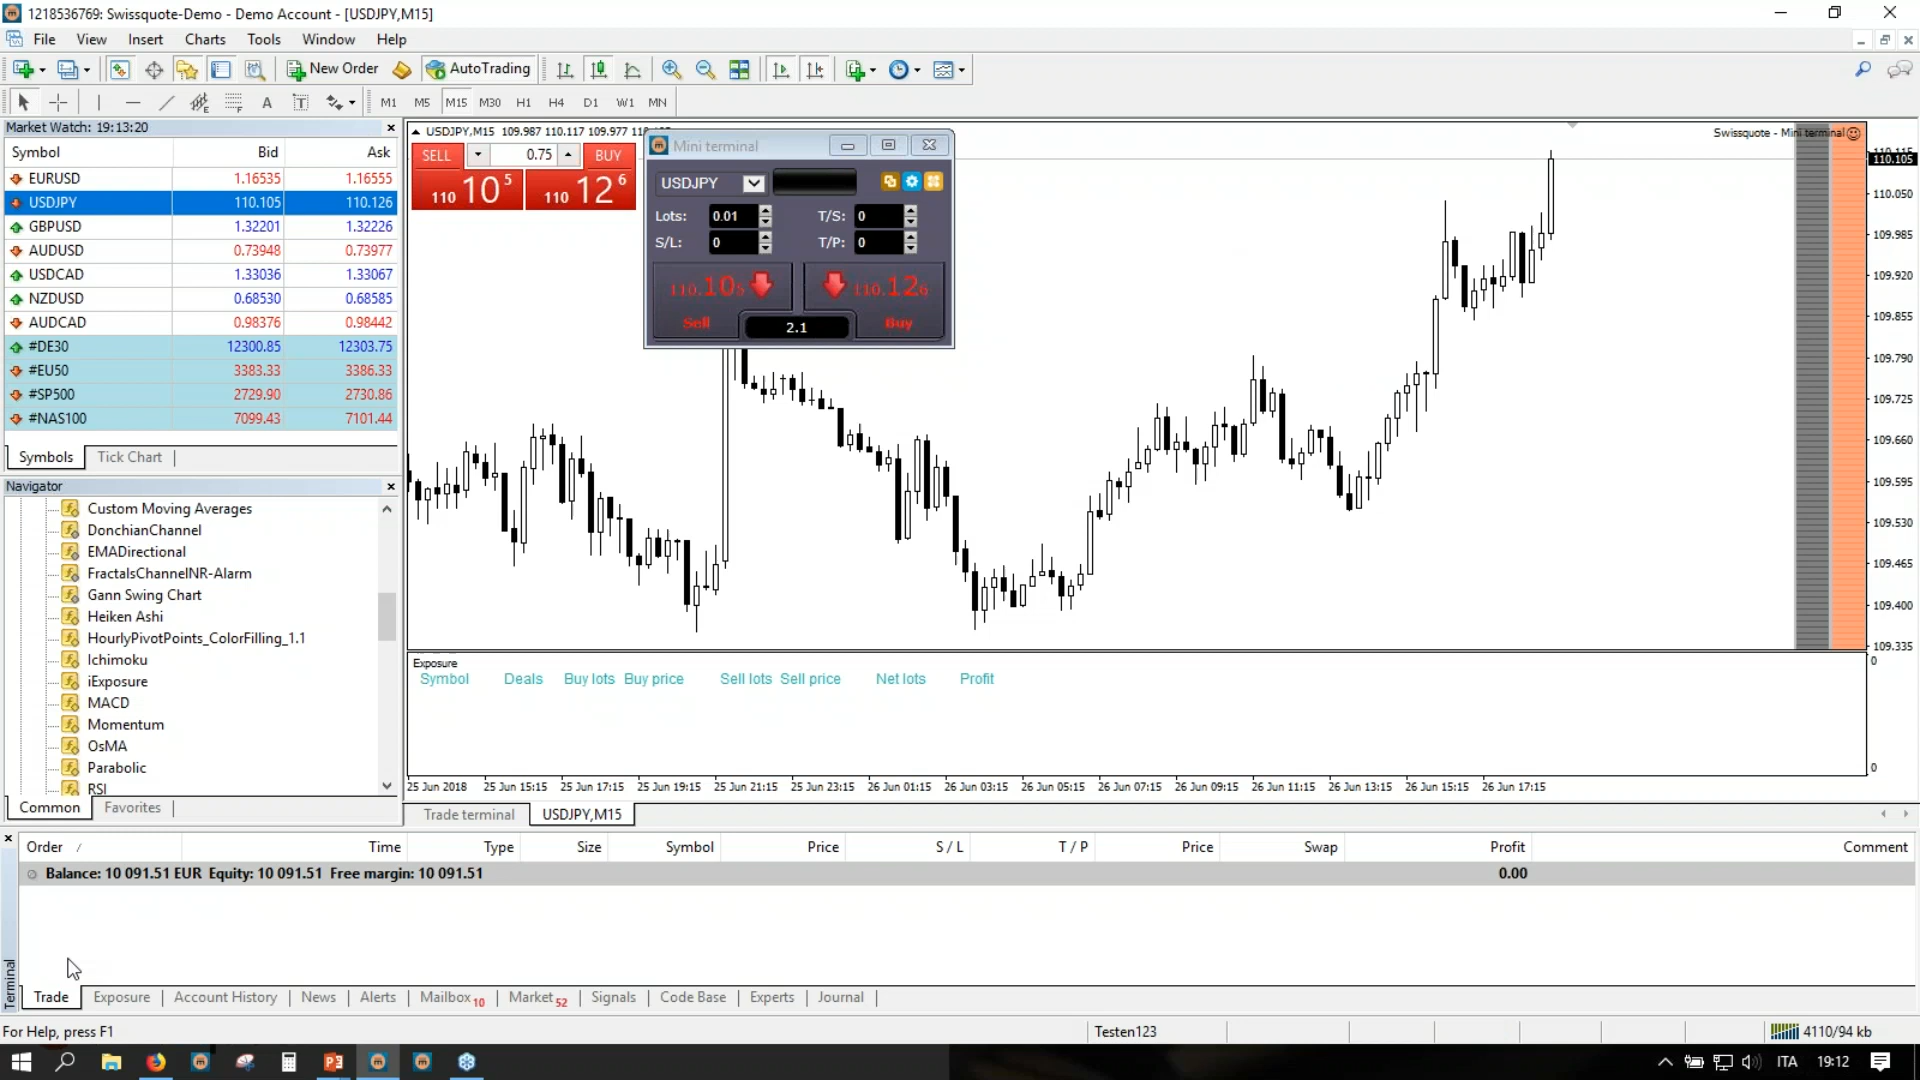 1218536769: Swissquote-Demo - Demo Account - [USDJPY,M15]
File View Insert Charts Tools Window Help
New Order AutoTrading
A T M1 M5 M15 M30 H1 H4 D1 W1 MN
Market Watch: 19:13:20
Symbol Bid Ask
EURUSD 1.16535 1.16555
USDJPY 110.105 110.126
GBPUSD 1.32201 1.32226
AUDUSD 0.73948 0.73977
USDCAD 1.33036 1.33067
NZDUSD 0.68530 0.68585
AUDCAD 0.98376 0.98442
#DE30 12300.85 12303.75
#EU50 3383.33 3386.33
#SP500 2729.90 2730.86
#NAS100 7099.43 7101.44
Symbols Tick Chart
Navigator
Custom Moving Averages
DonchianChannel
EMADirectional
FractalsChannelNR-Alarm
Gann Swing Chart
Heiken Ashi
HourlyPivotPoints_ColorFilling_1.1
Ichimoku
iExposure
MACD
Momentum
OsMA
Parabolic
RSI
Common Favorites
USDJPY,M15 109.987 110.117 109.977
SELL 0.75 BUY
110 10 5 110 12 6
Mini terminal
USDJPY
Lots: 0.01 T/S: 0
S/L: 0 T/P: 0
110.105 110.126
Sell 2.1 Buy
Swissquote - Mini terminal
110.115
110.105
110.050
109.985
109.920
109.855
109.790
109.725
109.660
109.595
109.530
109.465
109.400
109.335
Exposure
Symbol Deals Buy lots Buy price Sell lots Sell price Net lots Profit
0
0
25 Jun 2018 25 Jun 15:15 25 Jun 17:15 25 Jun 19:15 25 Jun 21:15 25 Jun 23:15 26 Jun 01:15 26 Jun 03:15 26 Jun 05:15 26 Jun 07:15 26 Jun 09:15 26 Jun 11:15 26 Jun 13:15 26 Jun 15:15 26 Jun 17:15
Trade terminal USDJPY,M15
Order / Time Type Size Symbol Price S / L T / P Price Swap Profit Comment
Balance: 10 091.51 EUR Equity: 10 091.51 Free margin: 10 091.51 0.00
Terminal
Trade Exposure Account History News Alerts Mailbox 10 Market 52 Signals Code Base Experts Journal
For Help, press F1 Testen123 4110/94 kb
ITA 19:12